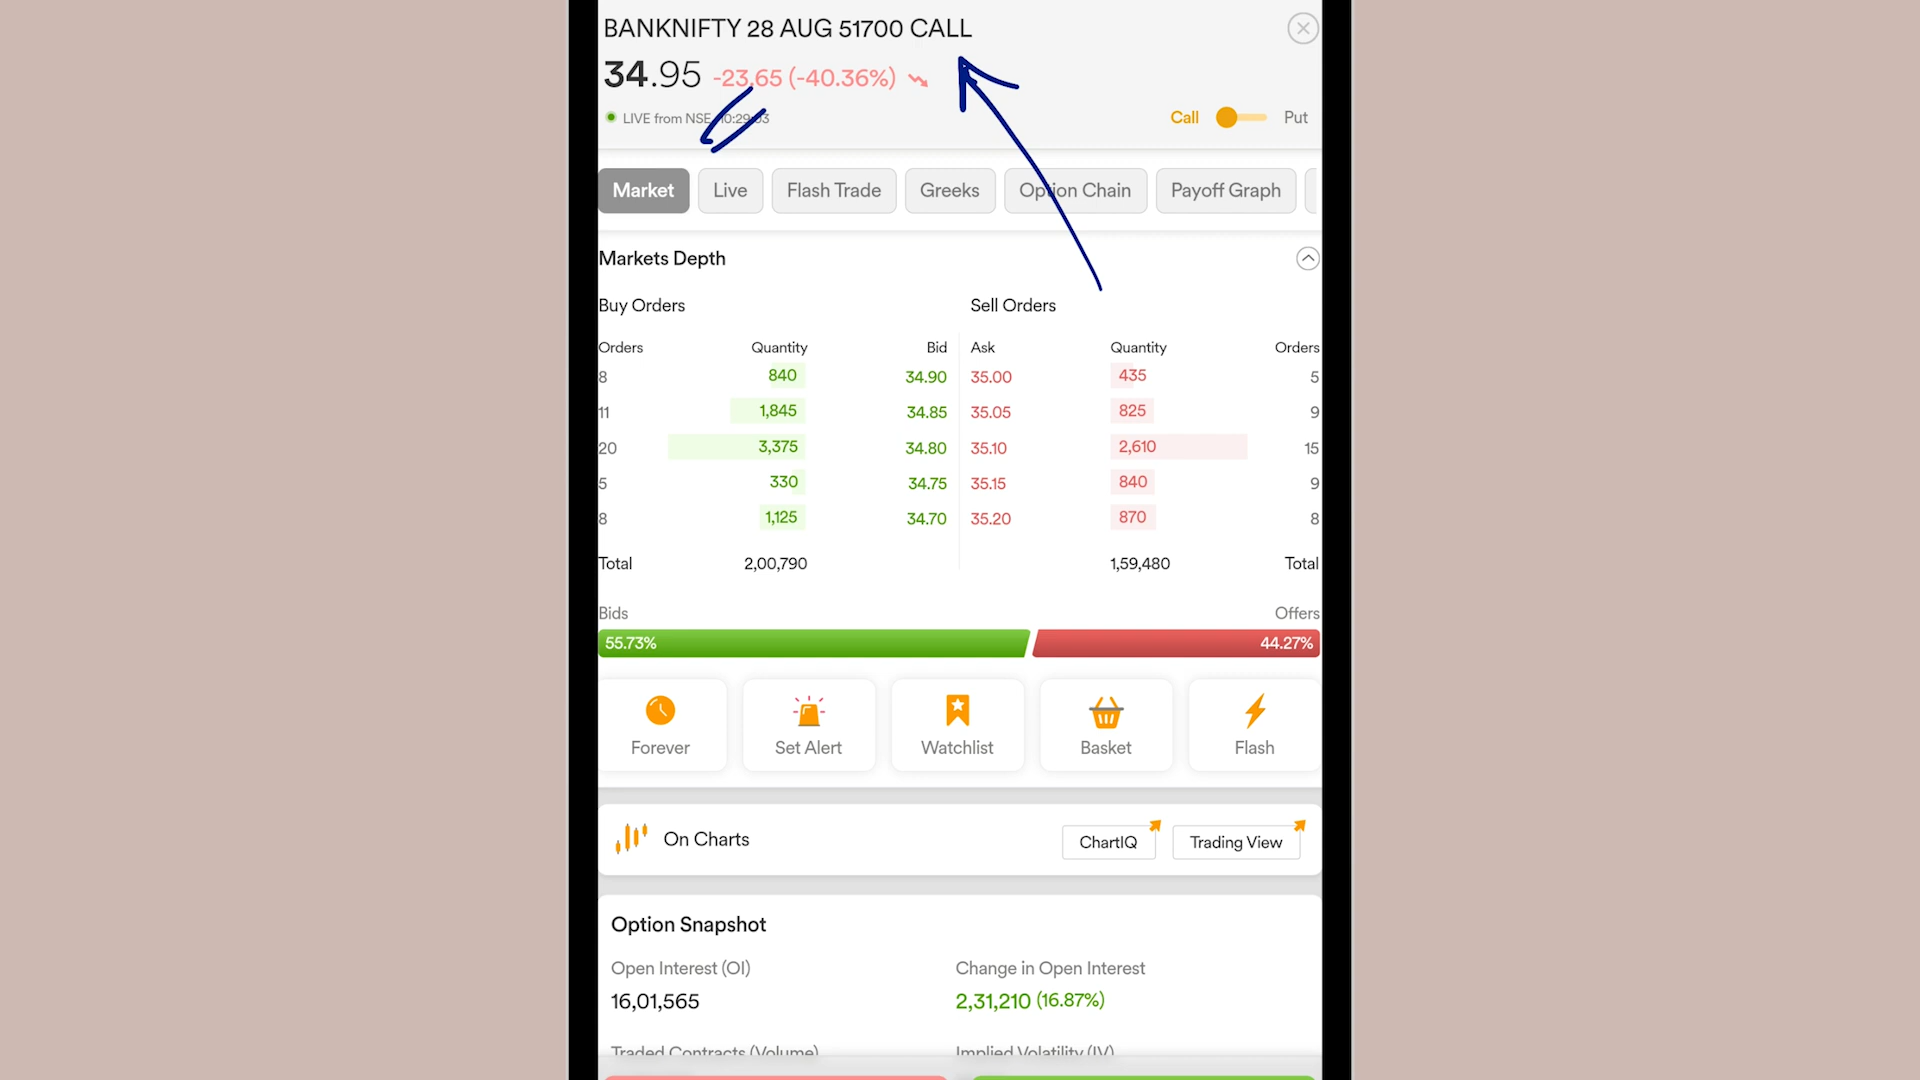 BANKNIFTY 28 AUG 51700 CALL
34.95 -23.65 (-40.36%)
LIVE from NSE
Call Put
Market Live Flash Trade Greeks Option Chain Payoff Graph
Markets Depth
Buy Orders Sell Orders
Orders Quantity Bid Ask Quantity Orders
8 840 34.90 35.00 435 5
11 1,845 34.85 35.05 825 9
20 3,375 34.80 35.10 2,610 15
5 330 34.75 35.15 840 9
8 1,125 34.70 35.20 870 8
Total 2,00,790 1,59,480 Total
Bids Offers
55.73% 44.27%
Forever Set Alert Watchlist Basket Flash
On Charts ChartIQ Trading View
Option Snapshot
Open Interest (OI) Change in Open Interest
16,01,565 2,31,210 (16.87%)
Traded Contracts (Volume) Implied Volatility (IV)